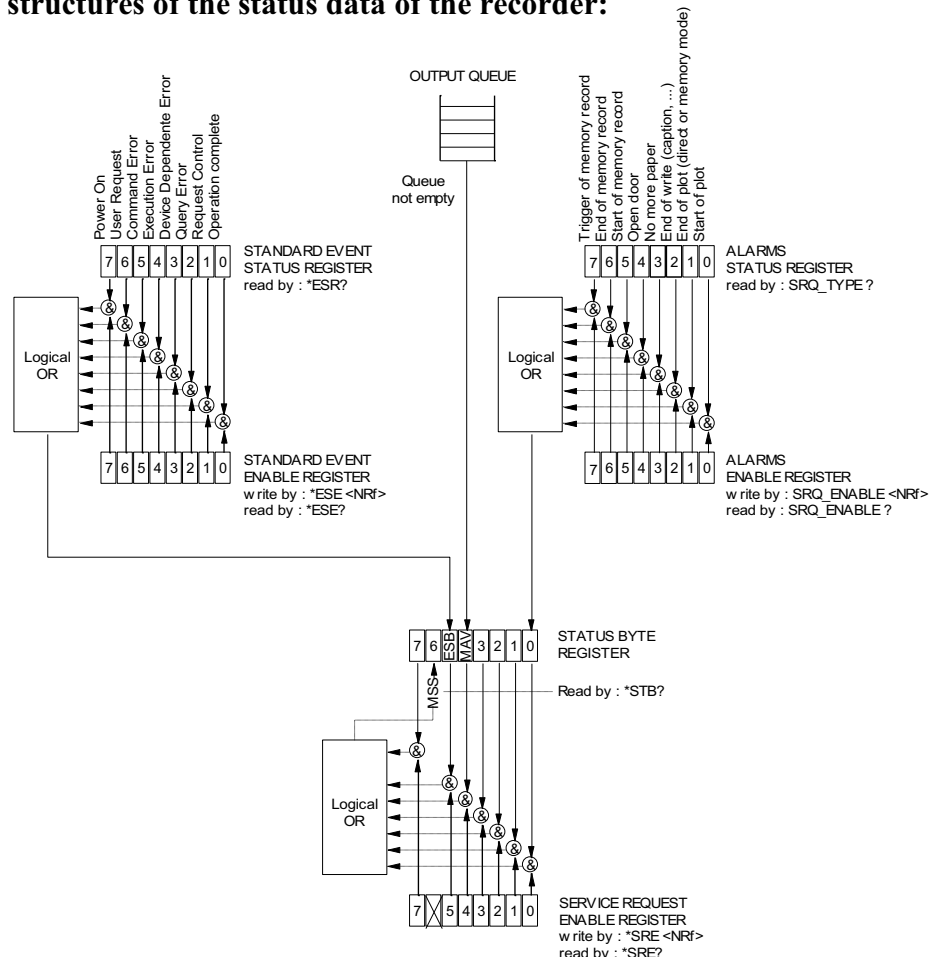 structures of the status data of the recorder:
OUTPUT QUEUE
Queue
not empty
Power On
User Request
Command Error
Execution Error
Device Dependente Error
Query Error
Request Control
Operation complete
7 6 5 4 3 2 1 0
STANDARD EVENT
STATUS REGISTER
read by : *ESR?
& & & & & & & &
Logical
OR
7 6 5 4 3 2 1 0
STANDARD EVENT
ENABLE REGISTER
w rite by : *ESE <NRf>
read by : *ESE?
Trigger of memory record
End of memory record
Start of memory record
Open door
No more paper
End of write (caption, ...)
End of plot (direct or memory mode)
Start of plot
7 6 5 4 3 2 1 0
ALARMS
STATUS REGISTER
read by : SRQ_TYPE ?
& & & & & & & &
Logical
OR
7 6 5 4 3 2 1 0
ALARMS
ENABLE REGISTER
w rite by : SRQ_ENABLE <NRf>
read by : SRQ_ENABLE ?
7 6 ESB MAV 3 2 1 0
STATUS BYTE
REGISTER
MSS
Read by : *STB?
& & & & & & &
Logical
OR
7 5 4 3 2 1 0
SERVICE REQUEST
ENABLE REGISTER
w rite by : *SRE <NRf>
read by : *SRE?